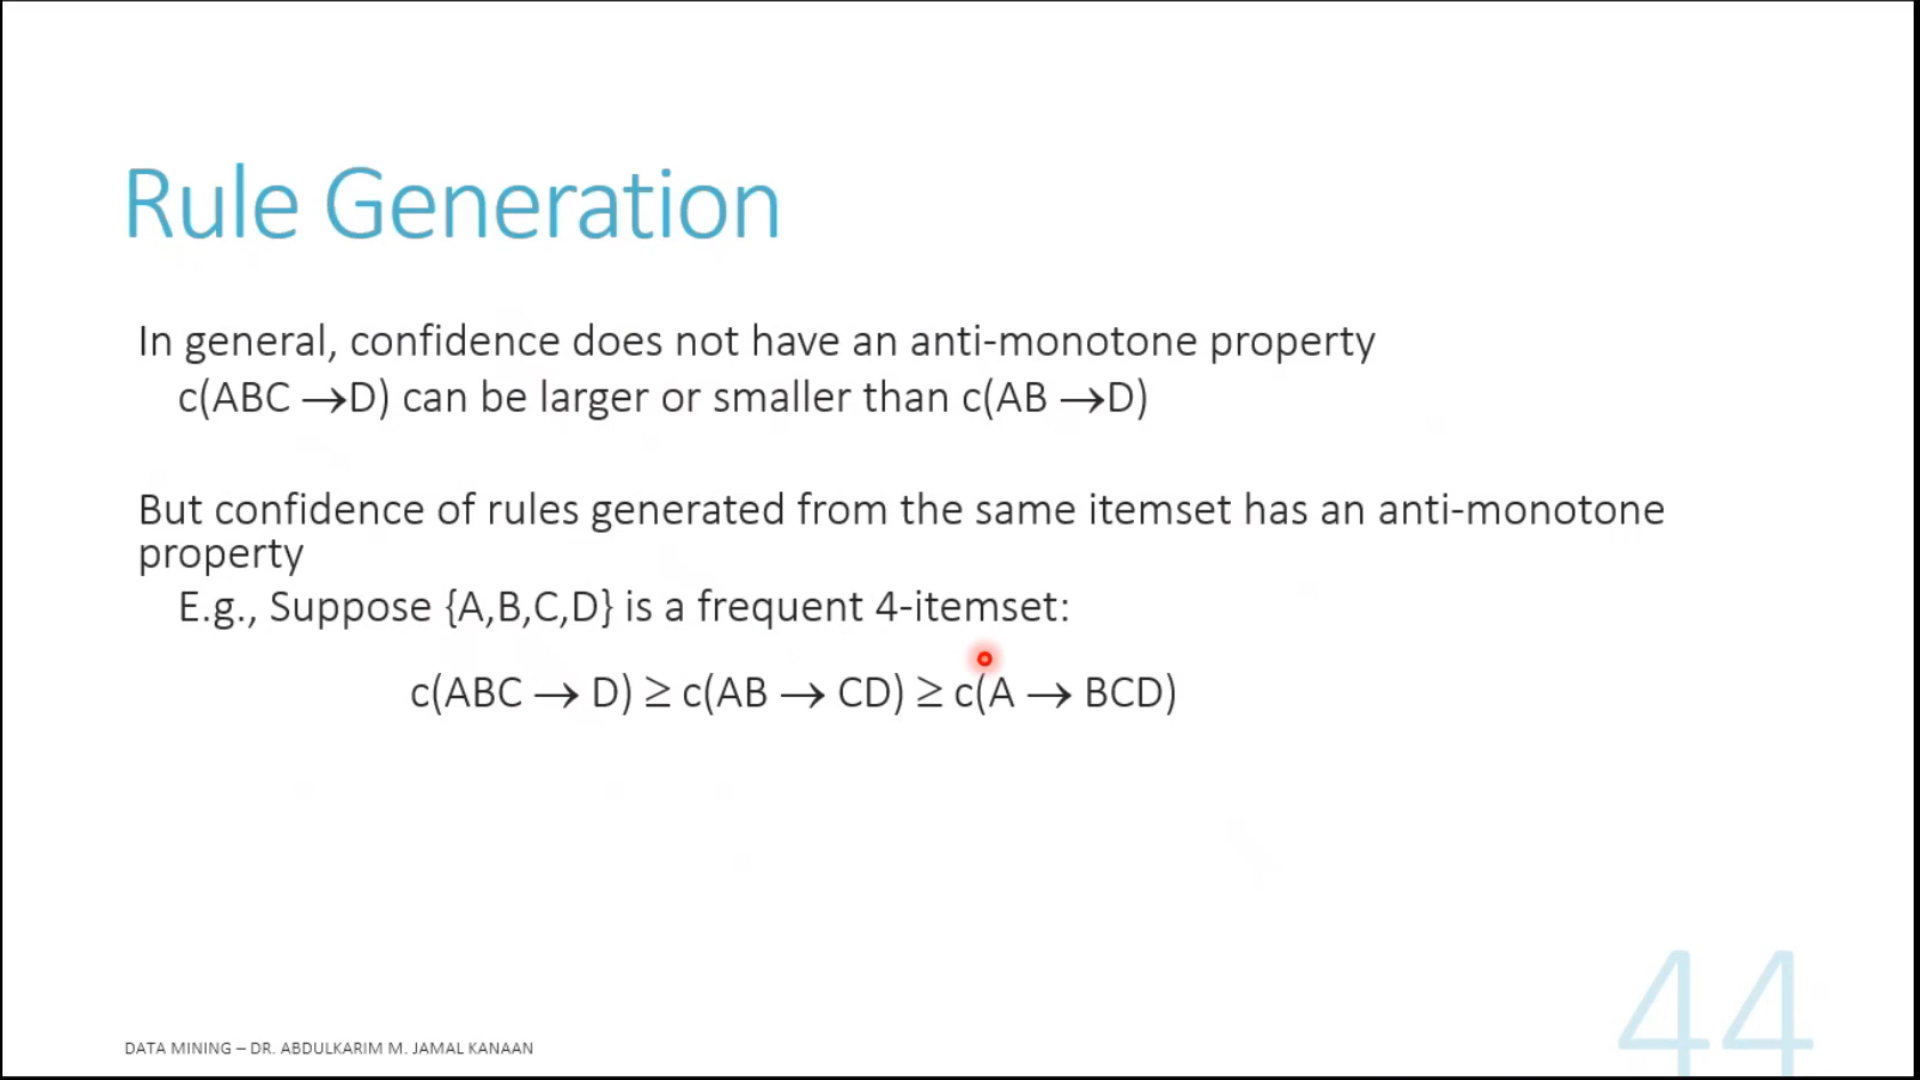 Rule Generation
In general, confidence does not have an anti-monotone property
c(ABC →D) can be larger or smaller than c(AB →D)
But confidence of rules generated from the same itemset has an anti-monotone
property
E.g., Suppose {A,B,C,D} is a frequent 4-itemset:
c(ABC → D) ≥ c(AB → CD) ≥ c(A → BCD)
DATA MINING – DR. ABDULKARIM M. JAMAL KANAAN
44